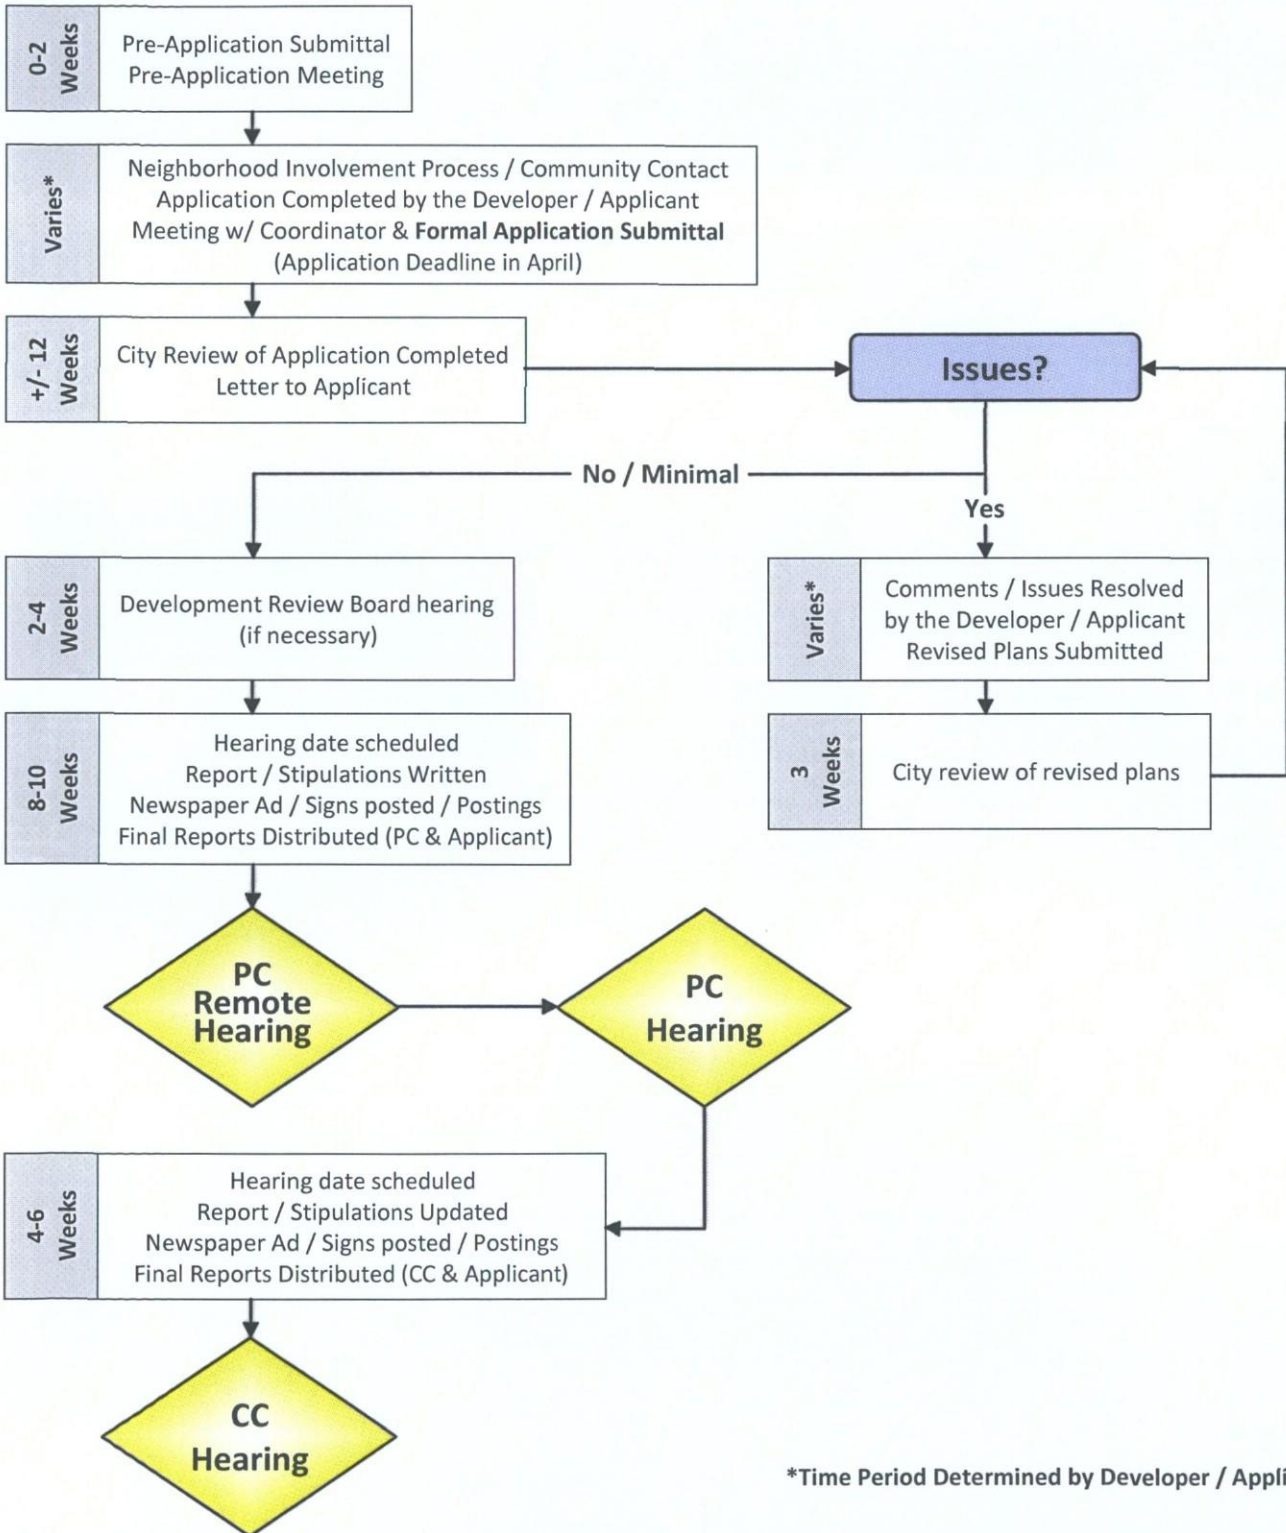 0-2
Weeks
Pre-Application Submittal
Pre-Application Meeting
Varies*
Neighborhood Involvement Process / Community Contact
Application Completed by the Developer / Applicant
Meeting w/ Coordinator & Formal Application Submittal
(Application Deadline in April)
+/- 12
Weeks
City Review of Application Completed
Letter to Applicant
Issues?
No / Minimal
Yes
2-4
Weeks
Development Review Board hearing
(if necessary)
Varies*
Comments / Issues Resolved
by the Developer / Applicant
Revised Plans Submitted
8-10
Weeks
Hearing date scheduled
Report / Stipulations Written
Newspaper Ad / Signs posted / Postings
Final Reports Distributed (PC & Applicant)
3
Weeks
City review of revised plans
PC
Remote
Hearing
PC
Hearing
4-6
Weeks
Hearing date scheduled
Report / Stipulations Updated
Newspaper Ad / Signs posted / Postings
Final Reports Distributed (CC & Applicant)
CC
Hearing
*Time Period Determined by Developer / Appli